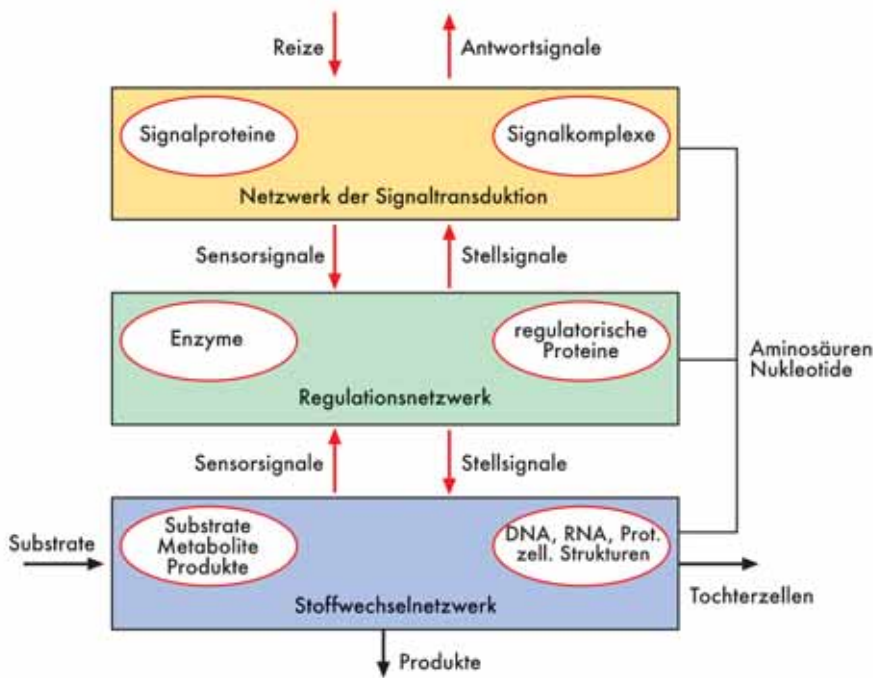 Reize
Antwortsignale
Signalproteine
Signalkomplexe
Netzwerk der Signaltransduktion
Sensorsignale
Stellsignale
Enzyme
regulatorische
Proteine
Regulationsnetzwerk
Aminosäuren
Nukleotide
Sensorsignale
Stellsignale
Substrate
Substrate
Metabolite
Produkte
DNA, RNA, Prot.
zell. Strukturen
Stoffwechselnetzwerk
Tochterzellen
Produkte